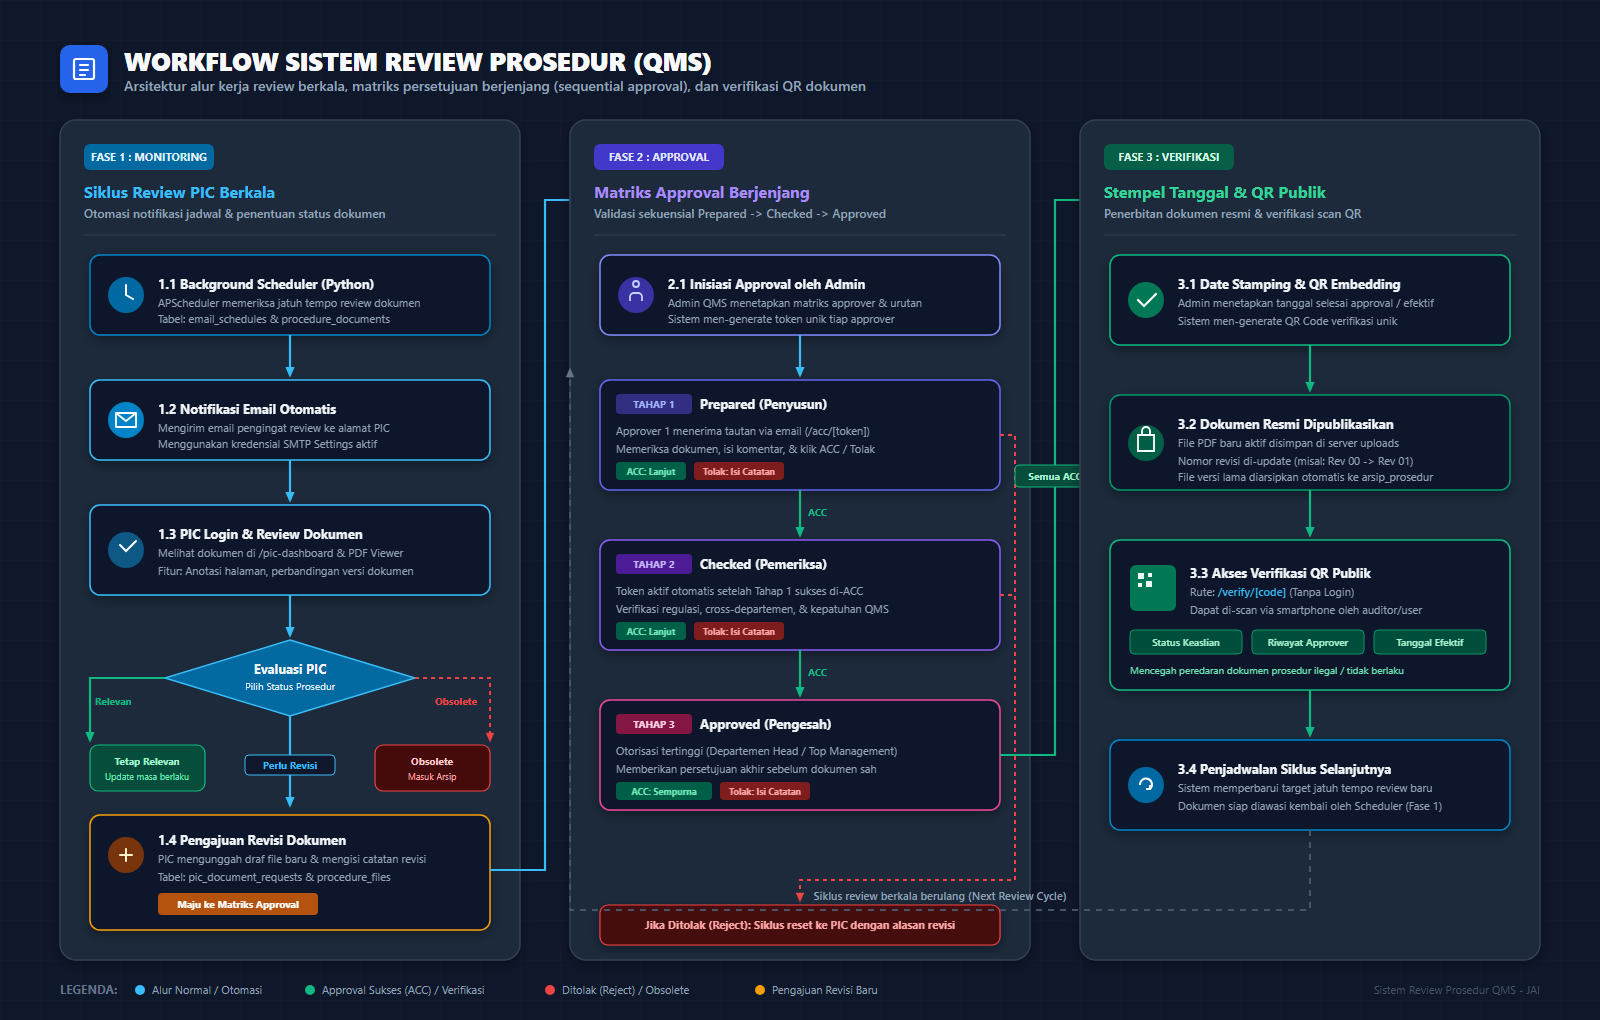 WORKFLOW SISTEM REVIEW PROSEDUR (QMS)
Arsitektur alur kerja review berkala, matriks persetujuan berjenjang (sequential approval), dan verifikasi QR dokumen
FASE 1 : MONITORING
Siklus Review PIC Berkala
Otomasi notifikasi jadwal & penentuan status dokumen
1.1 Background Scheduler (Python)
APScheduler memeriksa jatuh tempo review dokumen
Tabel: email_schedules & procedure_documents
1.2 Notifikasi Email Otomatis
Mengirim email pengingat review ke alamat PIC
Menggunakan kredensial SMTP Settings aktif
1.3 PIC Login & Review Dokumen
Melihat dokumen di /pic-dashboard & PDF Viewer
Fitur: Anotasi halaman, perbandingan versi dokumen
Evaluasi PIC
Pilih Status Prosedur
Relevan
Obsolete
Tetap Relevan
Update masa berlaku
Perlu Revisi
Obsolete
Masuk Arsip
1.4 Pengajuan Revisi Dokumen
PIC mengunggah draf file baru & mengisi catatan revisi
Tabel: pic_document_requests & procedure_files
Maju ke Matriks Approval
FASE 2 : APPROVAL
Matriks Approval Berjenjang
Validasi sekuensial Prepared -> Checked -> Approved
2.1 Inisiasi Approval oleh Admin
Admin QMS menetapkan matriks approver & urutan
Sistem men-generate token unik tiap approver
TAHAP 1 Prepared (Penyusun)
Approver 1 menerima tautan via email (/acc/[token])
Memeriksa dokumen, isi komentar, & klik ACC / Tolak
ACC: Lanjut Tolak: Isi Catatan
ACC
TAHAP 2 Checked (Pemeriksa)
Token aktif otomatis setelah Tahap 1 sukses di-ACC
Verifikasi regulasi, cross-departemen, & kepatuhan QMS
ACC: Lanjut Tolak: Isi Catatan
ACC
TAHAP 3 Approved (Pengesah)
Otorisasi tertinggi (Departemen Head / Top Management)
Memberikan persetujuan akhir sebelum dokumen sah
ACC: Sempurna Tolak: Isi Catatan
Siklus review berkala berulang (Next Review Cycle)
Jika Ditolak (Reject): Siklus reset ke PIC dengan alasan revisi
Semua ACC
FASE 3 : VERIFIKASI
Stempel Tanggal & QR Publik
Penerbitan dokumen resmi & verifikasi scan QR
3.1 Date Stamping & QR Embedding
Admin menetapkan tanggal selesai approval / efektif
Sistem men-generate QR Code verifikasi unik
3.2 Dokumen Resmi Dipublikasikan
File PDF baru aktif disimpan di server uploads
Nomor revisi di-update (misal: Rev 00 -> Rev 01)
File versi lama diarsipkan otomatis ke arsip_prosedur
3.3 Akses Verifikasi QR Publik
Rute: /verify/[code] (Tanpa Login)
Dapat di-scan via smartphone oleh auditor/user
Status Keaslian Riwayat Approver Tanggal Efektif
Mencegah peredaran dokumen prosedur ilegal / tidak berlaku
3.4 Penjadwalan Siklus Selanjutnya
Sistem memperbarui target jatuh tempo review baru
Dokumen siap diawasi kembali oleh Scheduler (Fase 1)
LEGENDA: Alur Normal / Otomasi Approval Sukses (ACC) / Verifikasi Ditolak (Reject) / Obsolete Pengajuan Revisi Baru
Sistem Review Prosedur QMS - JAI